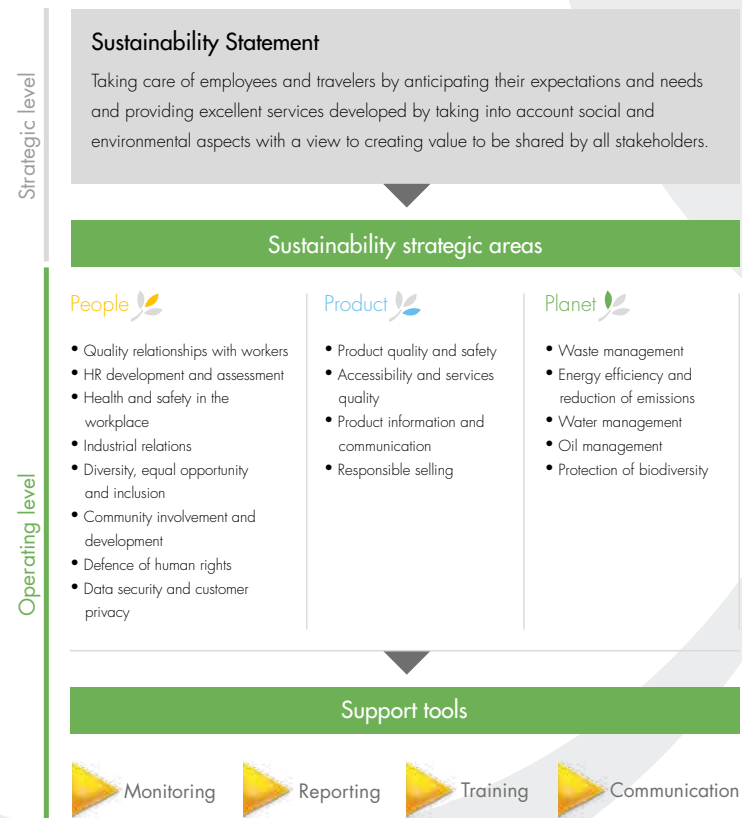 Strategic level
Sustainability Statement
Taking care of employees and travelers by anticipating their expectations and needs
and providing excellent services developed by taking into account social and
environmental aspects with a view to creating value to be shared by all stakeholders.
Operating level
Sustainability strategic areas
People
• Quality relationships with workers
• HR development and assessment
• Health and safety in the
workplace
• Industrial relations
• Diversity, equal opportunity
and inclusion
• Community involvement and
development
• Defence of human rights
• Data security and customer
privacy
Product
• Product quality and safety
• Accessibility and services
quality
• Product information and
communication
• Responsible selling
Planet
• Waste management
• Energy efficiency and
reduction of emissions
• Water management
• Oil management
• Protection of biodiversity
Support tools
Monitoring
Reporting
Training
Communication